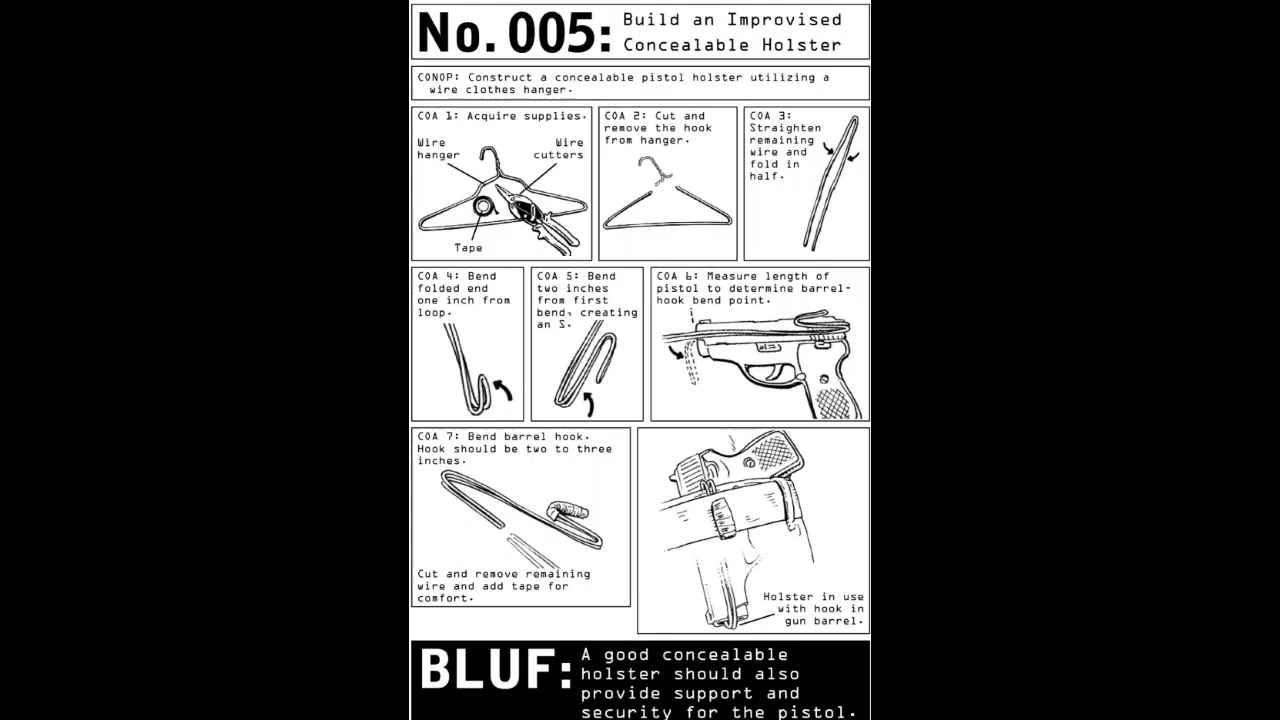 No. 005:
Build an Improvised
Concealable Holster
CONOP: Construct a concealable pistol holster utilizing a
wire clothes hanger.
COA 1: Acquire supplies.
Wire
hanger
Wire
cutters
Tape
COA 2: Cut and
remove the hook
from hanger.
COA 3:
Straighten
remaining
wire and
fold in
half.
COA 4: Bend
folded end
one inch from
loop.
COA 5: Bend
two inches
from first
bend, creating
an S.
COA 6: Measure length of
pistol to determine barrel-
hook bend point.
COA 7: Bend barrel hook.
Hook should be two to three
inches.
Cut and remove remaining
wire and add tape for
comfort.
Holster in use
with hook in
gun barrel.
BLUF:
A good concealable
holster should also
provide support and
security for the pistol.